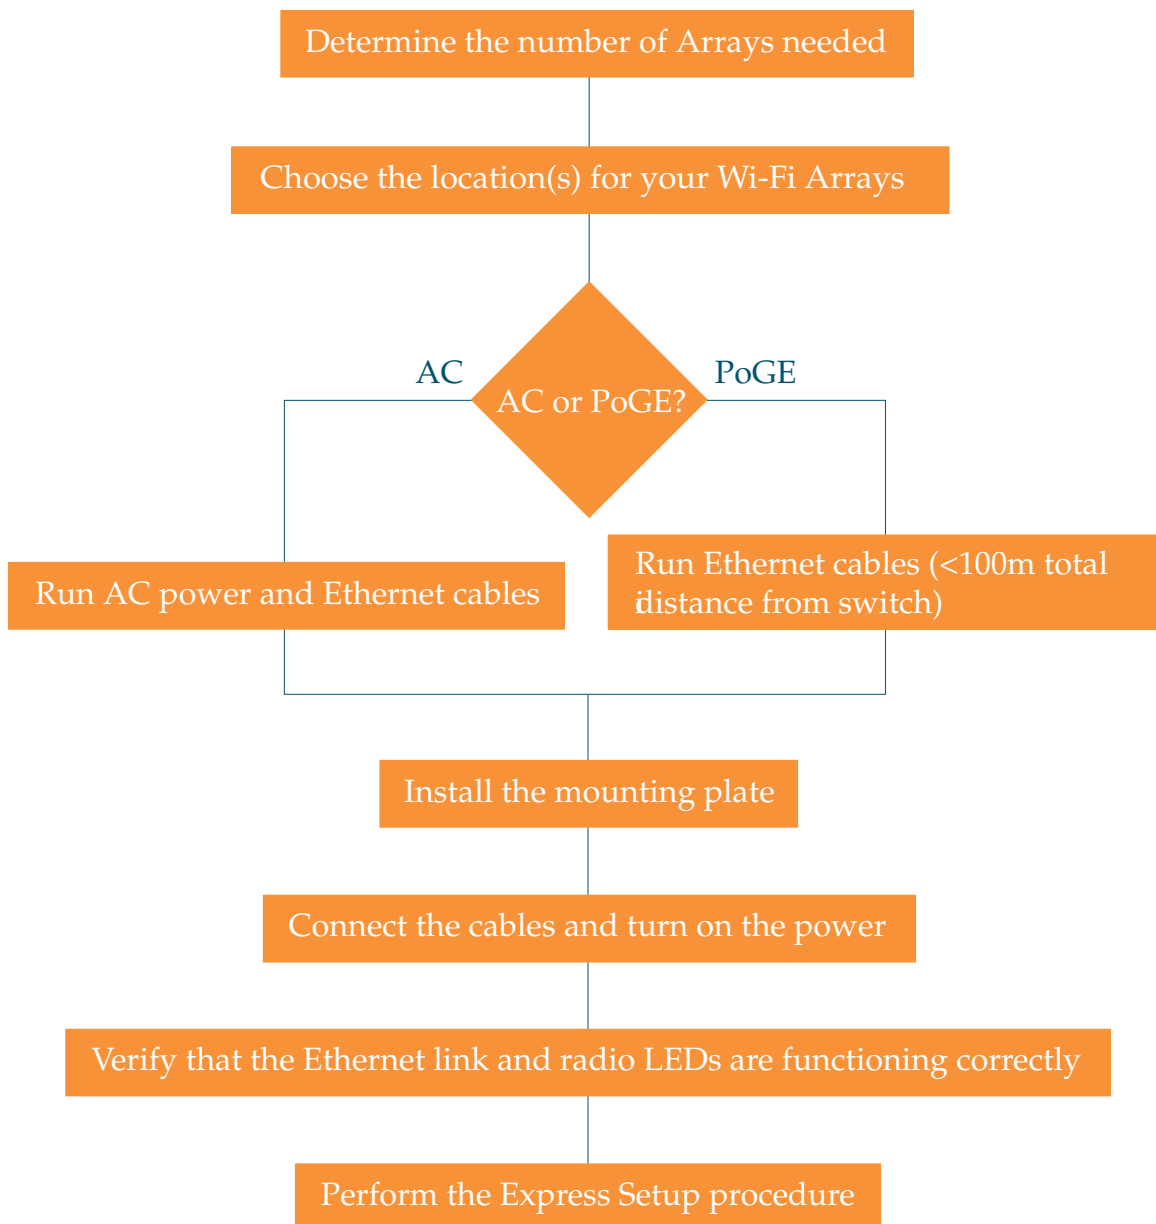 Determine the number of Arrays needed
Choose the location(s) for your Wi-Fi Arrays
AC
PoGE
AC or PoGE?
Run AC power and Ethernet cables
Run Ethernet cables (<100m total
distance from switch)
Install the mounting plate
Connect the cables and turn on the power
Verify that the Ethernet link and radio LEDs are functioning correctly
Perform the Express Setup procedure